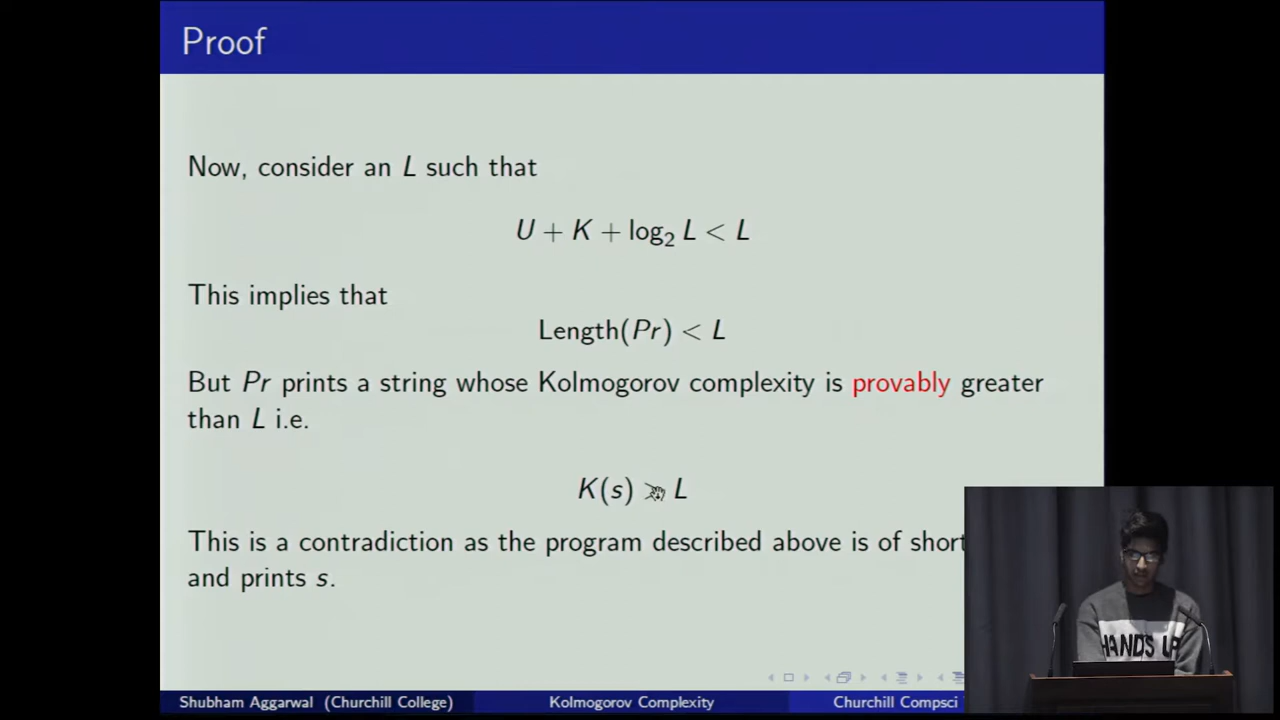 Proof
Now, consider an L such that
U + K + log₂ L < L
This implies that
Length(Pr) < L
But Pr prints a string whose Kolmogorov complexity is provably greater
than L i.e.
K(s) > L
This is a contradiction as the program described above is of short
and prints s.
HANDS UP
Shubham Aggarwal (Churchill College) Kolmogorov Complexity Churchill Compsci